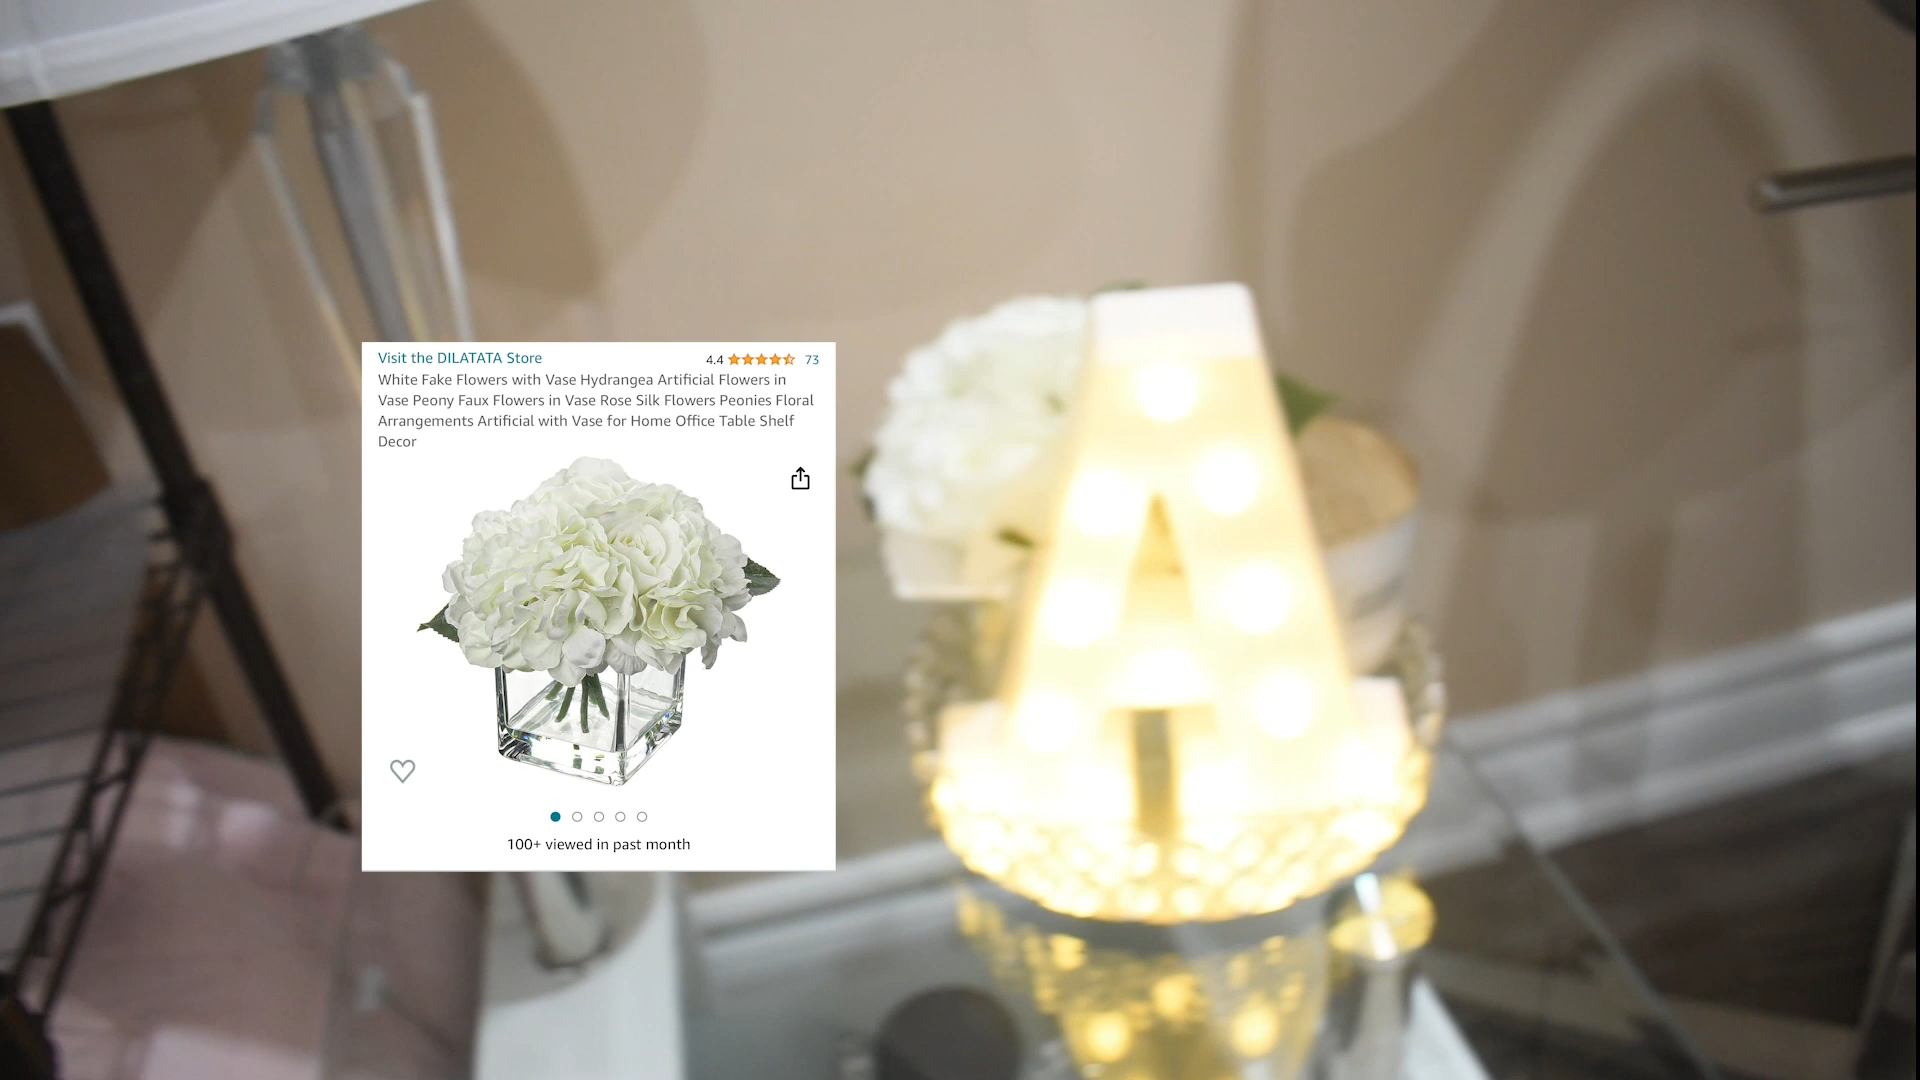 Visit the DILATATA Store
4.4 73
White Fake Flowers with Vase Hydrangea Artificial Flowers in
Vase Peony Faux Flowers in Vase Rose Silk Flowers Peonies Floral
Arrangements Artificial with Vase for Home Office Table Shelf
Decor
A
100+ viewed in past month